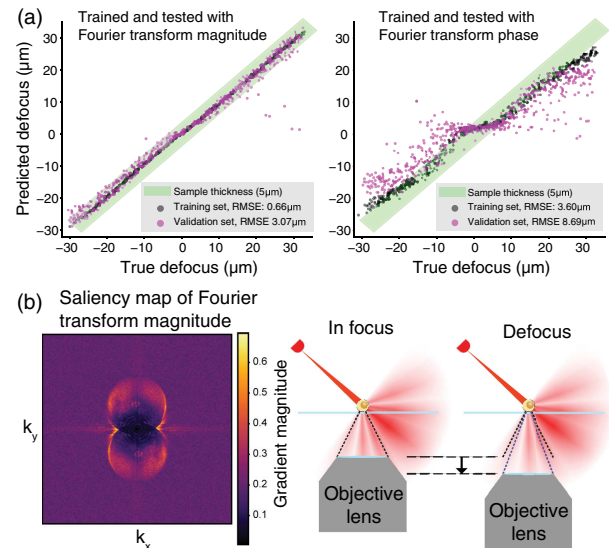 (a)
Trained and tested with
Fourier transform magnitude
Trained and tested with
Fourier transform phase
Predicted defocus (µm)
30
20
10
0
-10
-20
-30
Sample thickness (5µm)
Training set, RMSE: 0.66µm
Validation set, RMSE 3.07µm
-30 -20 -10 0 10 20 30
True defocus (µm)
30
20
10
0
-10
-20
-30
Sample thickness (5µm)
Training set, RMSE: 3.60µm
Validation set, RMSE 8.69µm
-30 -20 -10 0 10 20 30
True defocus (µm)
(b)
Saliency map of Fourier
transform magnitude
k_y
k_x
0.6
0.5
0.4
0.3
0.2
0.1
Gradient magnitude
In focus
Defocus
Objective
lens
Objective
lens